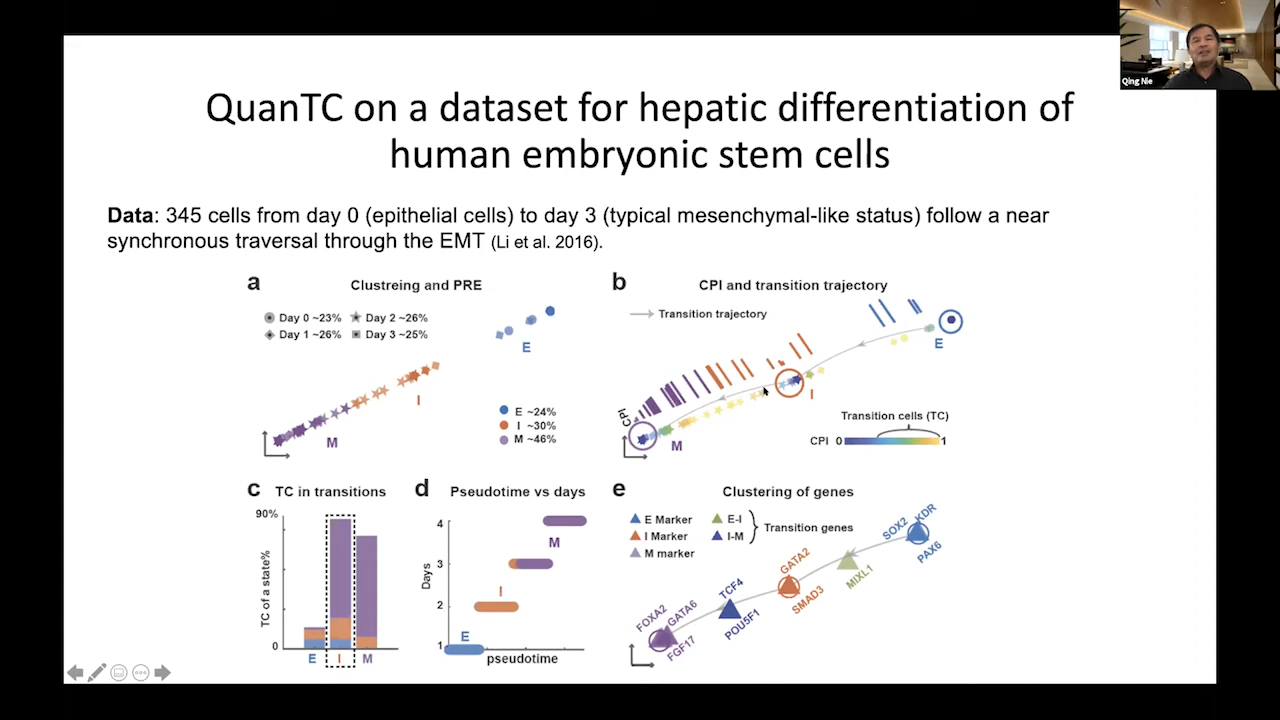 Qing Nie
QuanTC on a dataset for hepatic differentiation of
human embryonic stem cells
Data: 345 cells from day 0 (epithelial cells) to day 3 (typical mesenchymal-like status) follow a near
synchronous traversal through the EMT (Li et al. 2016).
a
Clustreing and PRE
Day 0 ~23%
Day 2 ~26%
Day 1 ~26%
Day 3 ~25%
E
I
M
E ~24%
I ~30%
M ~46%
b
CPI and transition trajectory
Transition trajectory
E
I
CPI
M
Transition cells (TC)
CPI 0
1
c
TC in transitions
90%
TC of a state%
0
E
I
M
d
Pseudotime vs days
4
3
2
1
Days
M
I
E
pseudotime
e
Clustering of genes
E Marker
E-I
I Marker
I-M
M marker
Transition genes
SOX2
KDR
PAX6
GATA2
MIXL1
SMAD3
TCF4
POU5F1
FOXA2
GATA6
FGF17